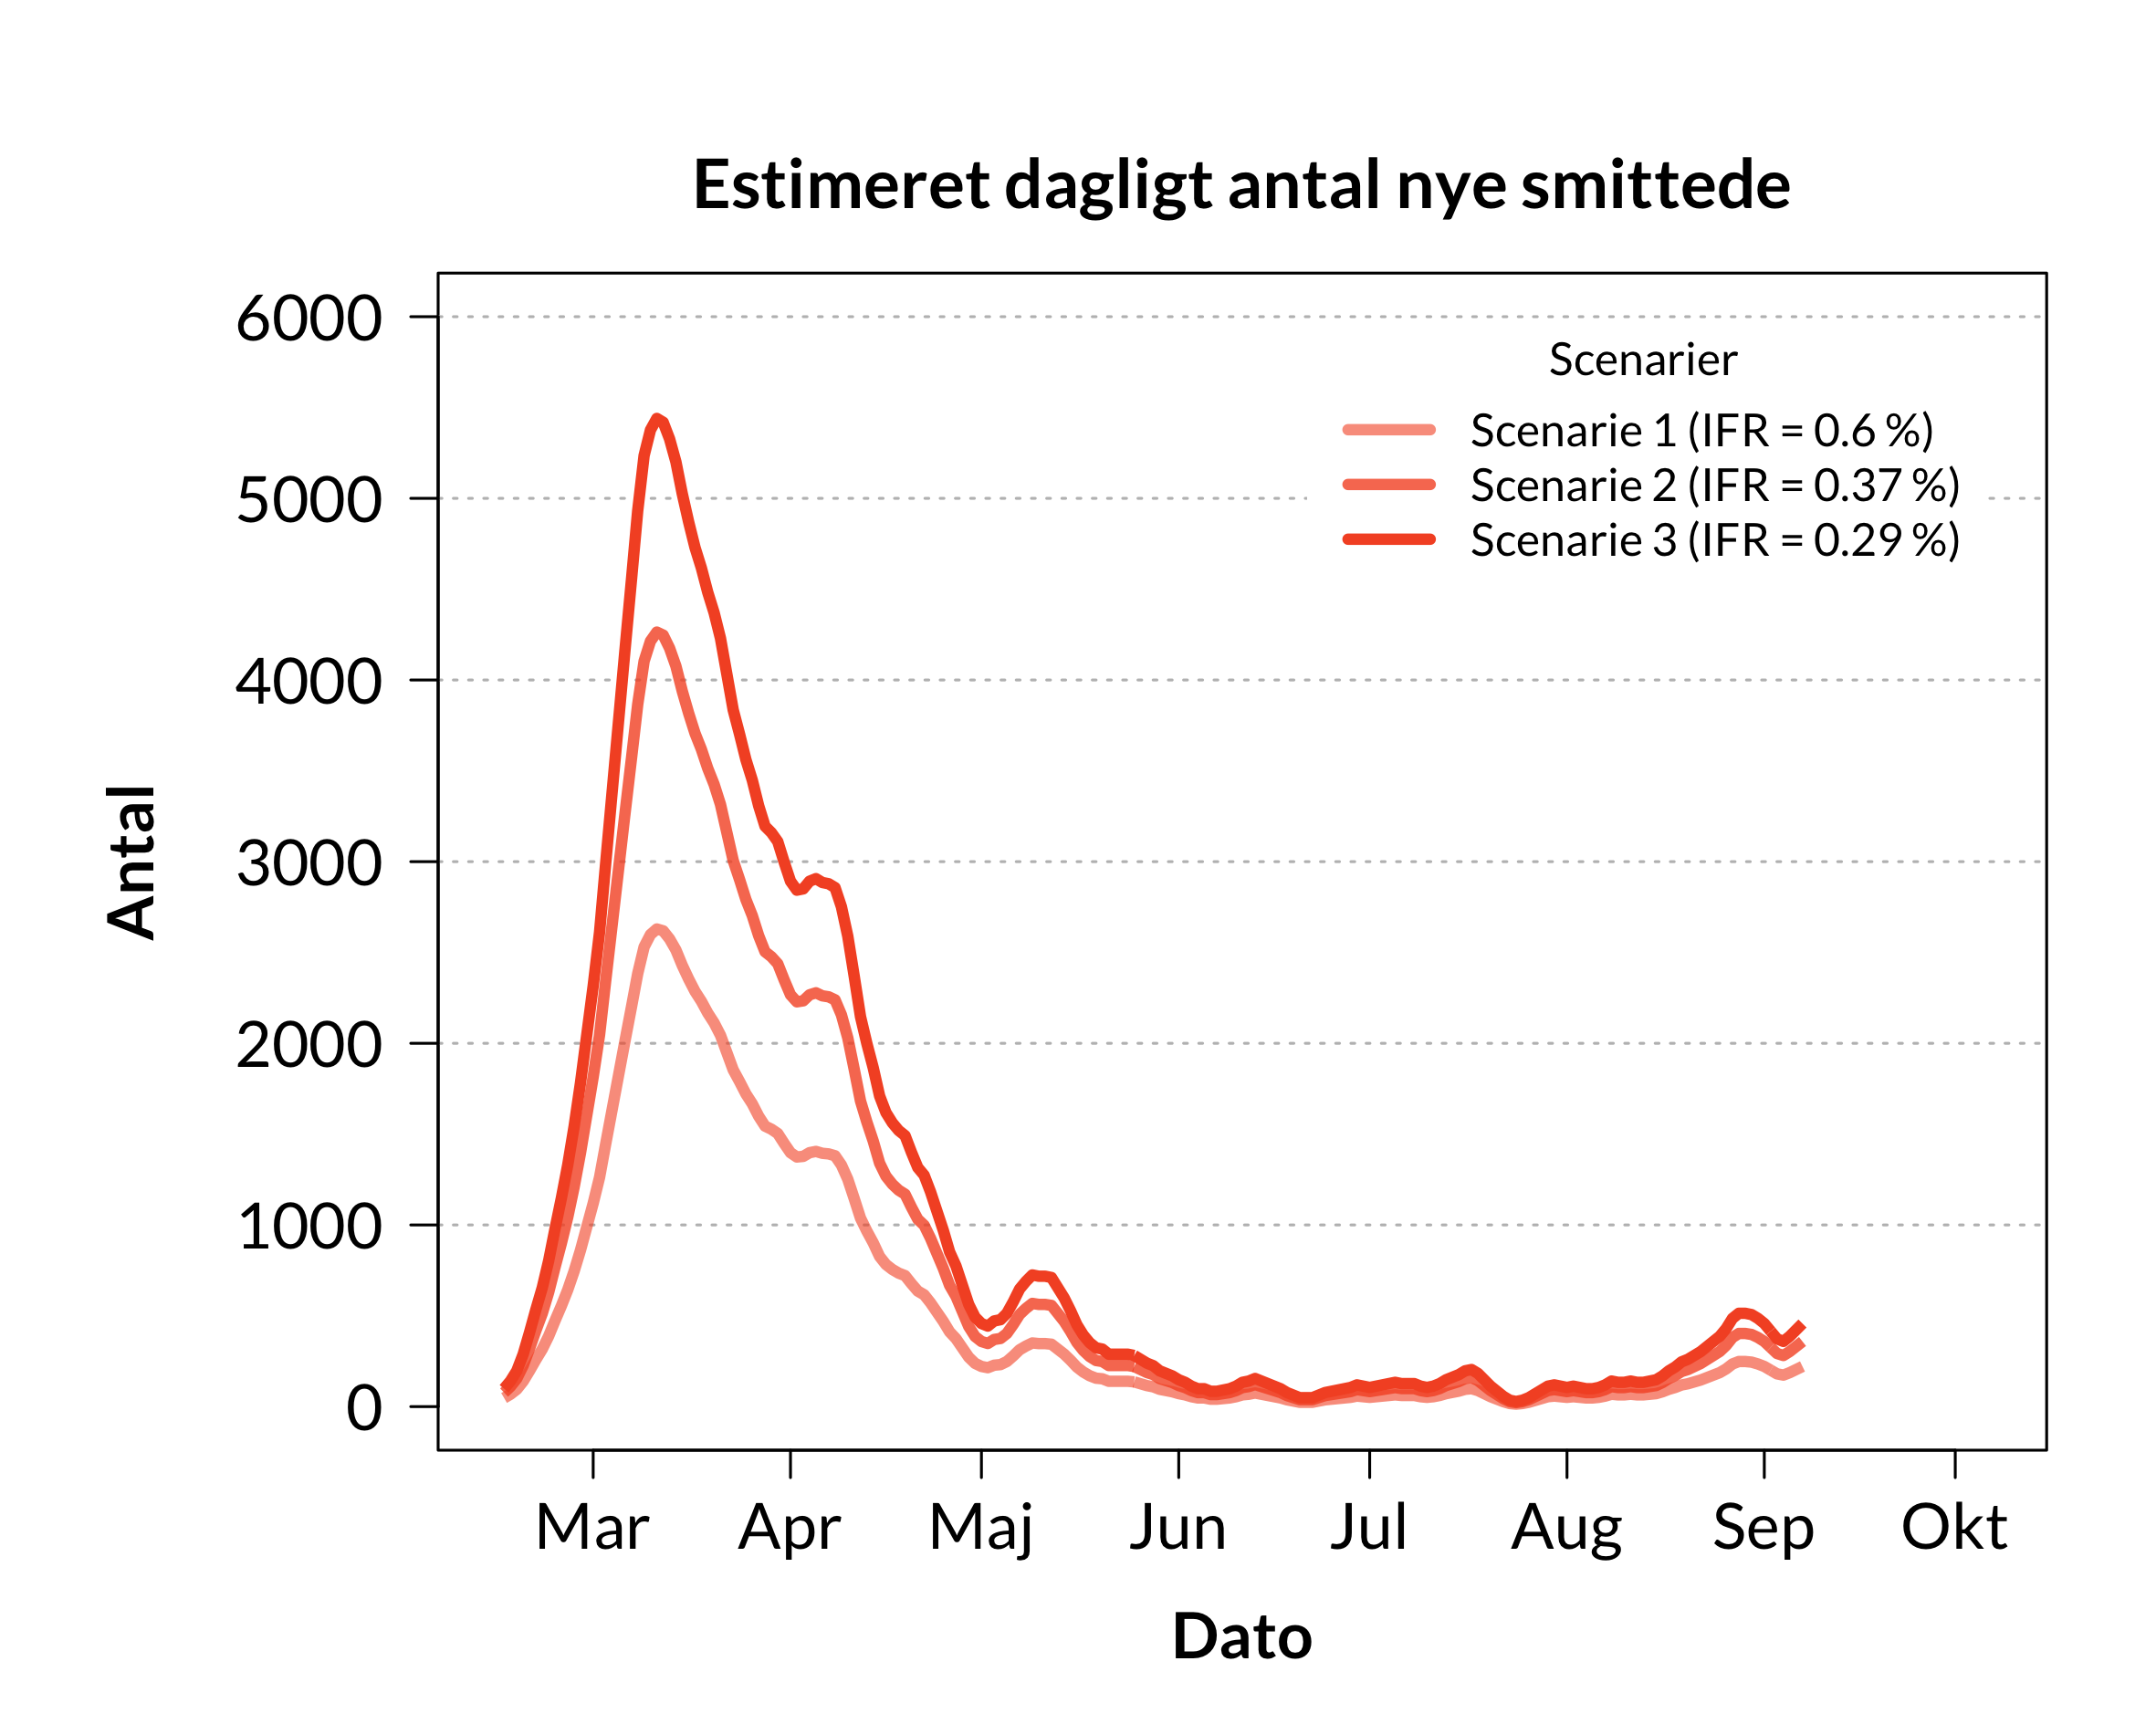 Estimeret dagligt antal nye smittede
6000
5000
4000
3000
2000
1000
0
Antal
Scenarier
Scenarie 1 (IFR = 0.6 %)
Scenarie 2 (IFR = 0.37 %)
Scenarie 3 (IFR = 0.29 %)
Mar Apr Maj Jun Jul Aug Sep Okt
Dato